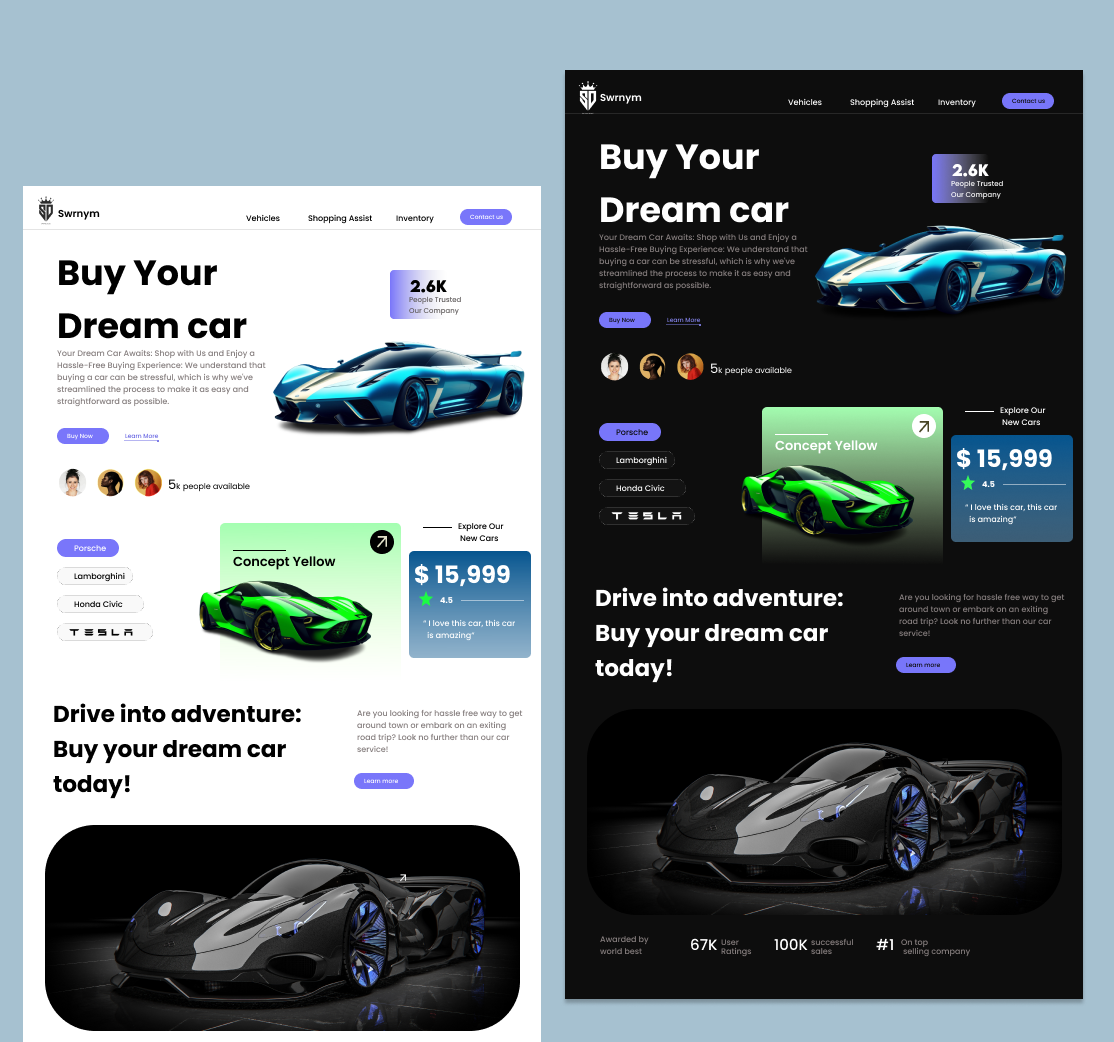 Swrnym
Vehicles
Shopping Assist
Inventory
Contact us
Buy Your
Dream car
2.6K
People Trusted
Our Company
Your Dream Car Awaits: Shop with Us and Enjoy a
Hassle-Free Buying Experience: We understand that
buying a car can be stressful, which is why we've
streamlined the process to make it as easy and
straightforward as possible.
Buy Now
Learn More
5k people available
Porsche
Lamborghini
Honda Civic
TESLA
Concept Yellow
Explore Our
New Cars
$ 15,999
4.5
“ I love this car, this car
is amazing”
Drive into adventure:
Buy your dream car
today!
Are you looking for hassle free way to get
around town or embark on an exiting
road trip? Look no further than our car
service!
Learn more
Swrnym
Vehicles
Shopping Assist
Inventory
Contact us
Buy Your
Dream car
2.6K
People Trusted
Our Company
Your Dream Car Awaits: Shop with Us and Enjoy a
Hassle-Free Buying Experience: We understand that
buying a car can be stressful, which is why we've
streamlined the process to make it as easy and
straightforward as possible.
Buy Now
Learn More
5k people available
Porsche
Lamborghini
Honda Civic
TESLA
Concept Yellow
Explore Our
New Cars
$ 15,999
4.5
“ I love this car, this car
is amazing”
Drive into adventure:
Buy your dream car
today!
Are you looking for hassle free way to get
around town or embark on an exiting
road trip? Look no further than our car
service!
Learn more
Awarded by
world best
67K User
Ratings
100K successful
sales
#1 On top
selling company